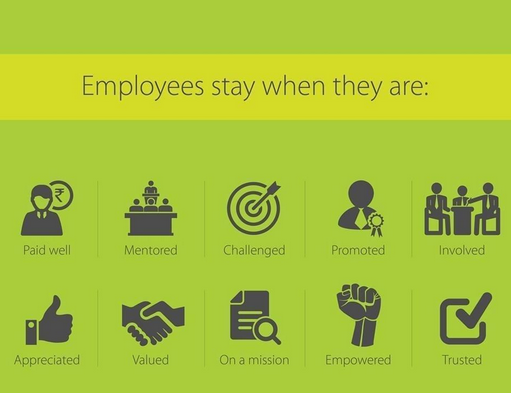 Employees stay when they are:
₹
Paid well
Mentored
Challenged
Promoted
Involved
Appreciated
Valued
On a mission
Empowered
Trusted